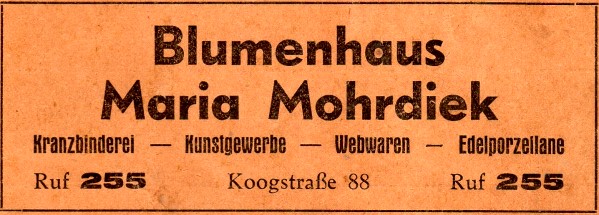 Blumenhaus
Maria Mohrdiek
Kranzbinderei — Kunstgewerbe — Webwaren — Edelporzellane
Ruf 255 Koogstraße 88 Ruf 255